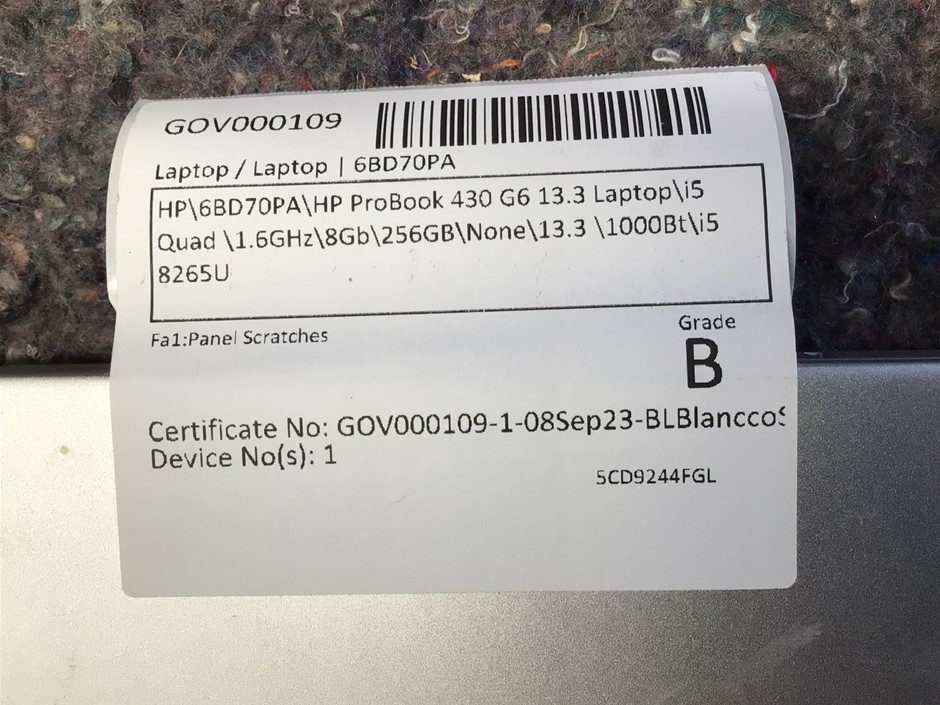 GOV000109
Laptop / Laptop | 6BD70PA
HP\6BD70PA\HP ProBook 430 G6 13.3 Laptop\i5
Quad \1.6GHz\8Gb\256GB\None\13.3 \1000Bt\i5
8265U
Fa1:Panel Scratches
Grade
B
Certificate No: GOV000109-1-08Sep23-BLBlanccoS
Device No(s): 1
5CD9244FGL